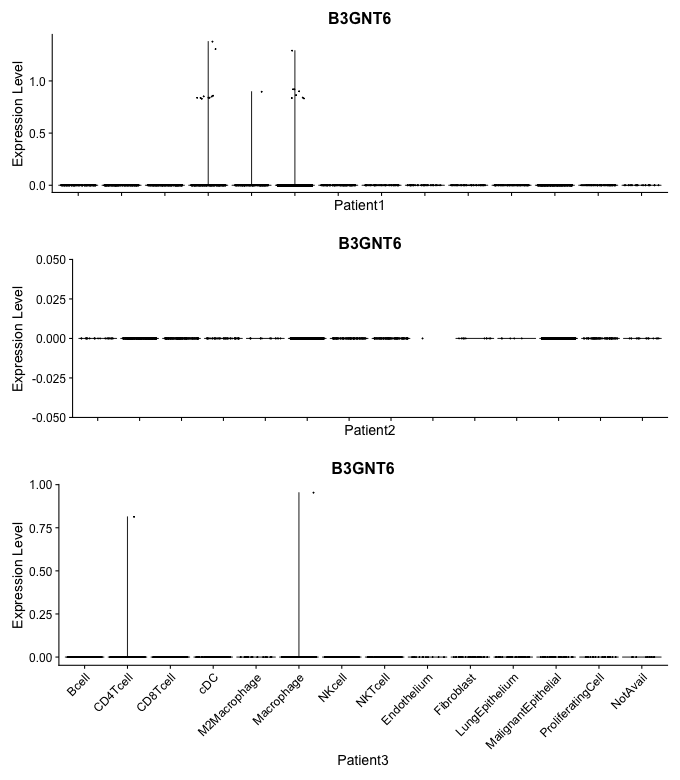 B3GNT6
Expression Level
1.0
0.5
0.0
Patient1
B3GNT6
Expression Level
0.050
0.025
0.000
-0.025
-0.050
Patient2
B3GNT6
Expression Level
1.00
0.75
0.50
0.25
0.00
Bcell
CD4Tcell
CD8Tcell
cDC
M2Macrophage
Macrophage
NKcell
NKTcell
Endothelium
Fibroblast
LungEpithelium
MalignantEpithelial
ProliferatingCell
NotAvail
Patient3